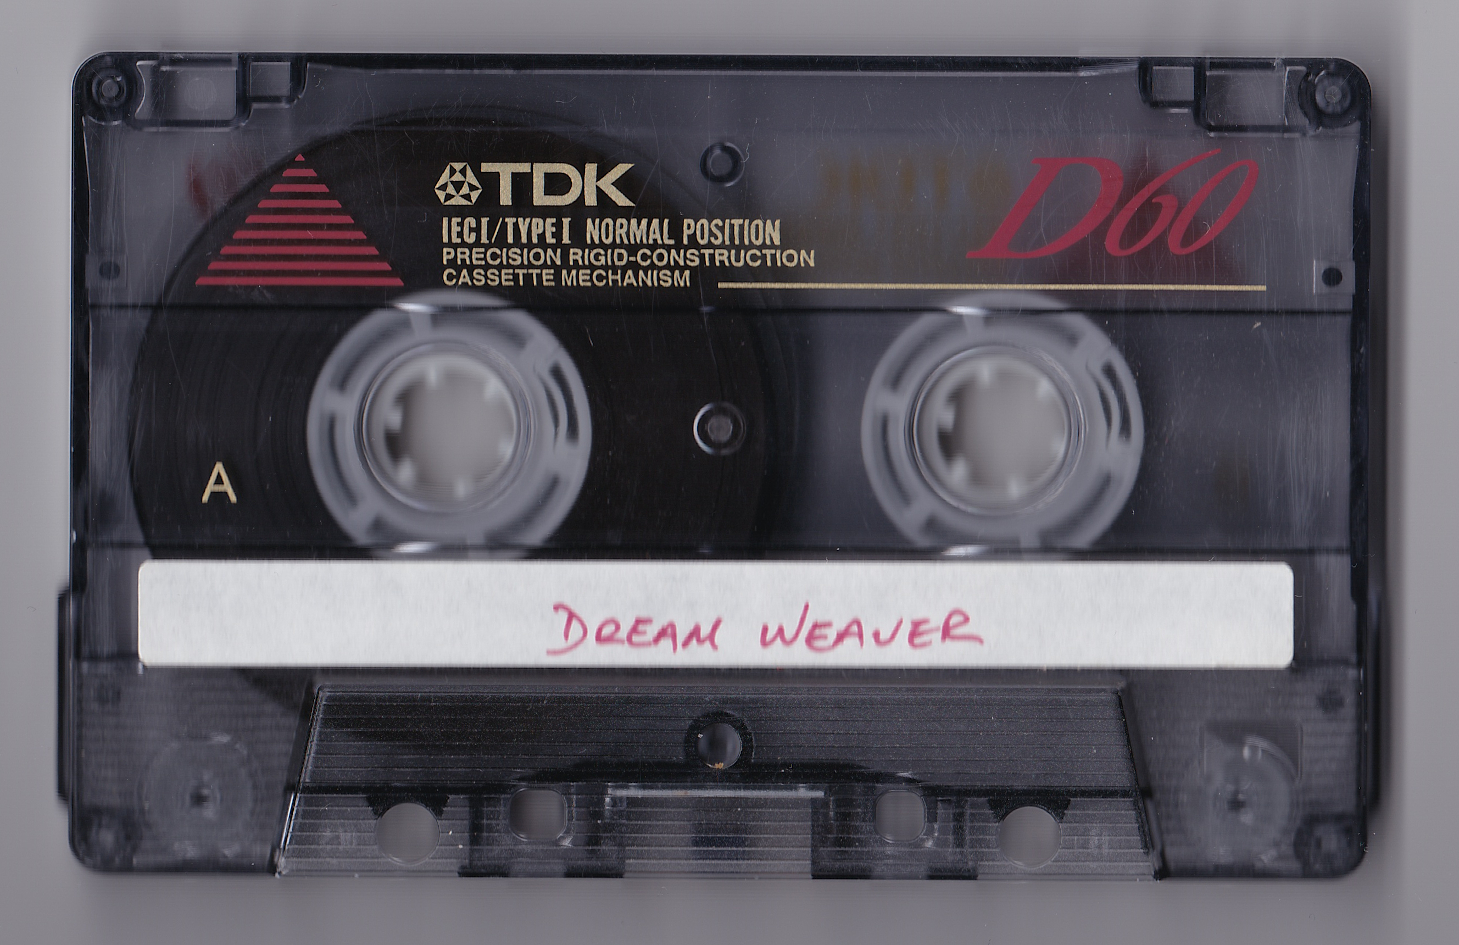 TDK
D60
IEC I/TYPE I NORMAL POSITION
PRECISION RIGID-CONSTRUCTION
CASSETTE MECHANISM
A
DREAM WEAVER